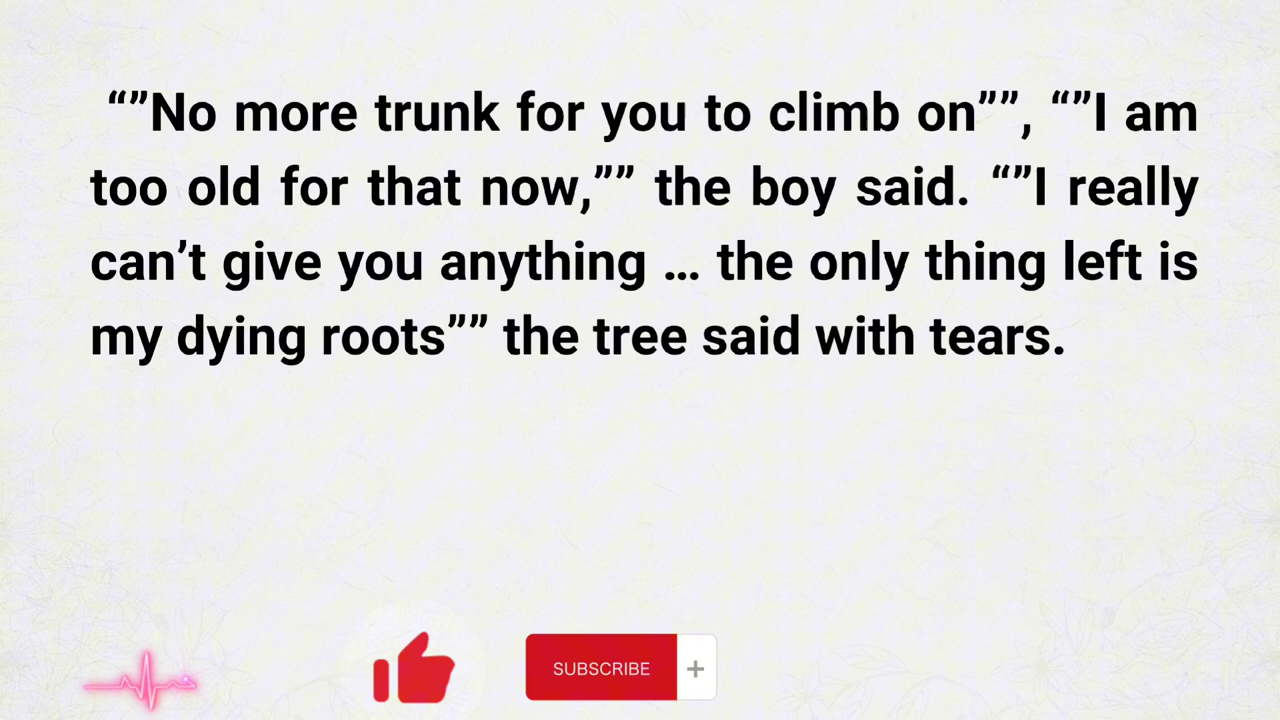 “”No more trunk for you to climb on””, “”I am
too old for that now,”” the boy said. “”I really
can’t give you anything … the only thing left is
my dying roots”” the tree said with tears.
SUBSCRIBE +